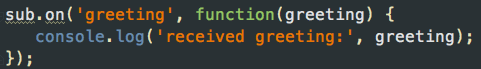 sub.on('greeting', function(greeting) {
   console.log('received greeting:', greeting);
});